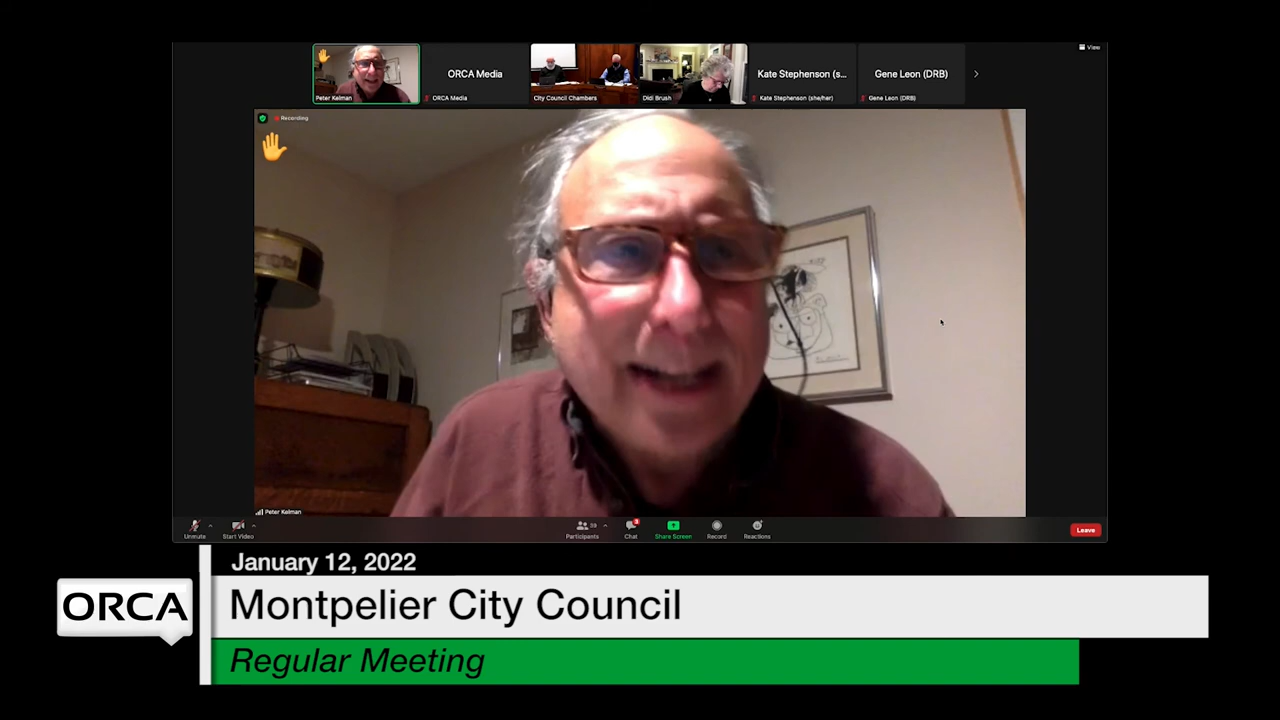 View
ORCA Media
Kate Stephenson (s...
Gene Leon (DRB)
Peter Kelman
ORCA Media
City Council Chambers
Didi Brush
Kate Stephenson (she/her)
Gene Leon (DRB)
Recording
Peter Kelman
Unmute
Start Video
39
Participants
Chat
Share Screen
Record
Reactions
Leave
January 12, 2022
ORCA
Montpelier City Council
Regular Meeting